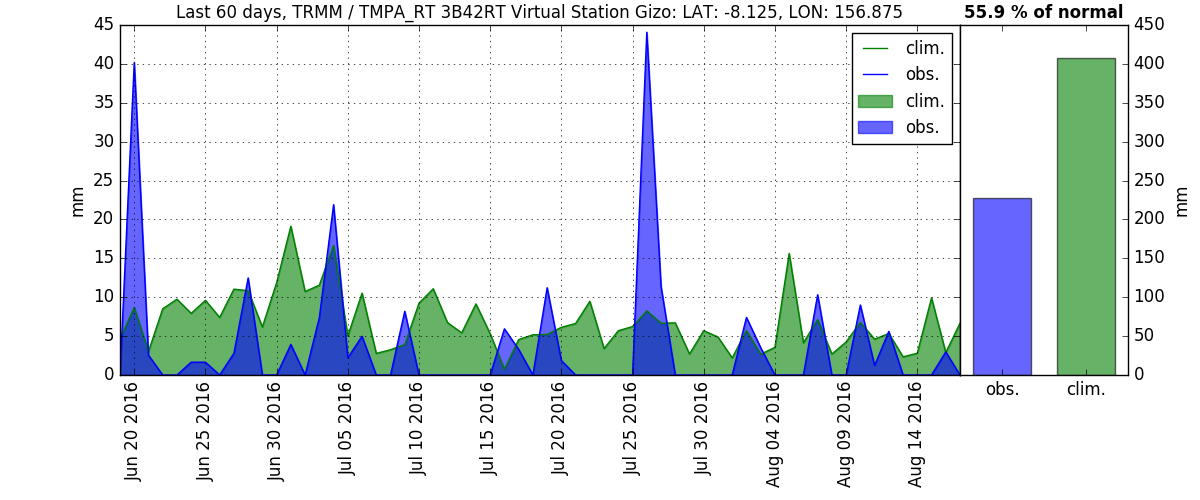 Last 60 days, TRMM / TMPA_RT 3B42RT Virtual Station Gizo: LAT: -8.125, LON: 156.875
55.9 % of normal
45
40
35
30
25
20
15
10
5
0
mm
clim.
obs.
clim.
obs.
450
400
350
300
250
200
150
100
50
0
mm
obs.
clim.
Jun 20 2016
Jun 25 2016
Jun 30 2016
Jul 05 2016
Jul 10 2016
Jul 15 2016
Jul 20 2016
Jul 25 2016
Jul 30 2016
Aug 04 2016
Aug 09 2016
Aug 14 2016